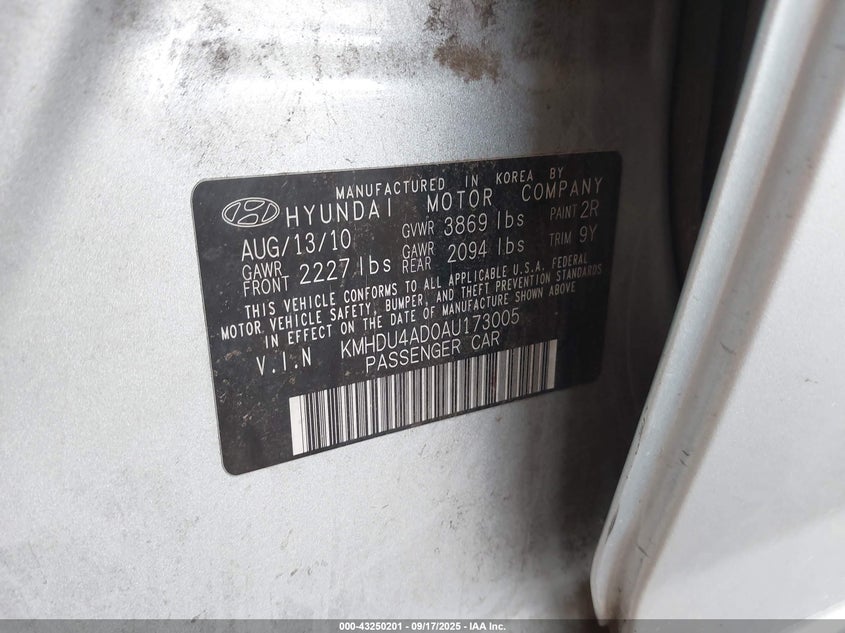 MANUFACTURED IN KOREA BY
HYUNDAI MOTOR COMPANY
AUG/13/10 GVWR 3869 lbs PAINT 2R
GAWR FRONT 2227 lbs GAWR REAR 2094 lbs TRIM 9Y
THIS VEHICLE CONFORMS TO ALL APPLICABLE U.S.A. FEDERAL
MOTOR VEHICLE SAFETY, BUMPER, AND THEFT PREVENTION STANDARDS
IN EFFECT ON THE DATE OF MANUFACTURE SHOWN ABOVE
V.I.N KMHDU4AD0AU173005
PASSENGER CAR
000-43250201 - 09/17/2025 - IAA Inc.